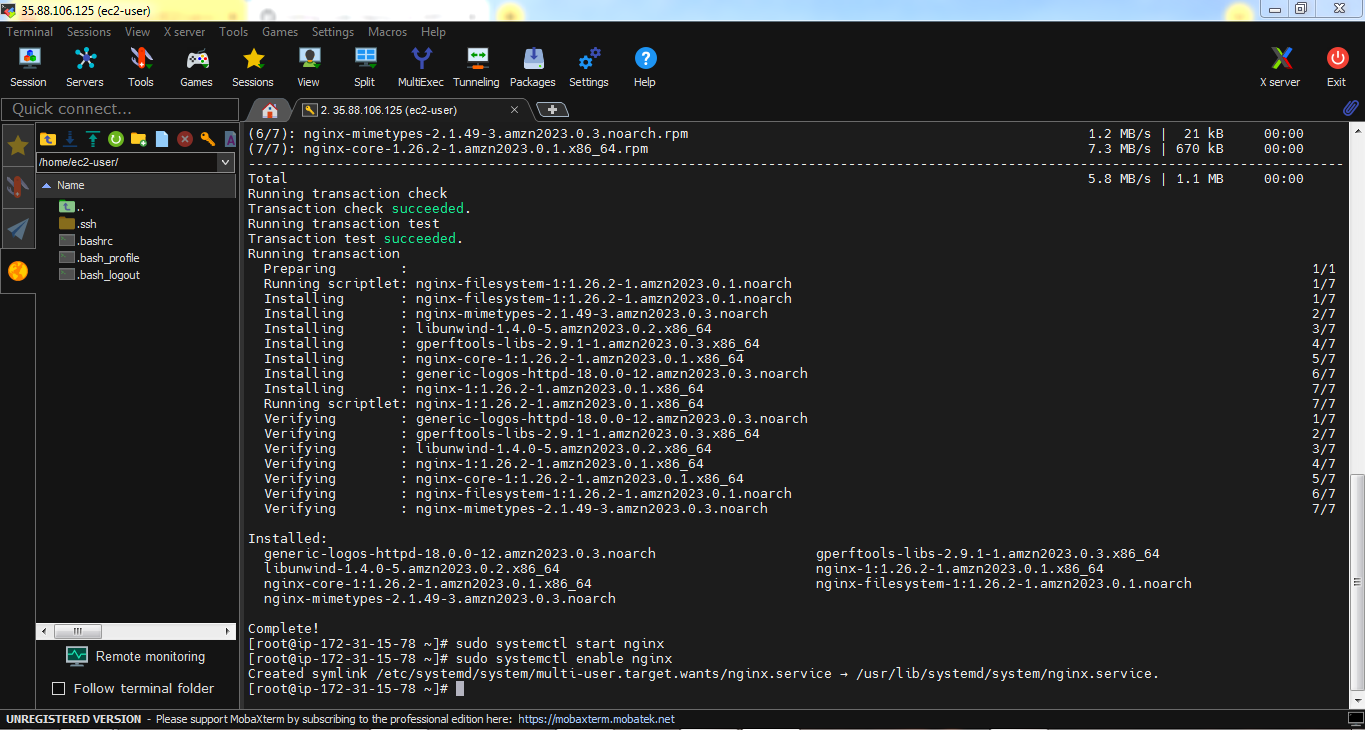 35.88.106.125 (ec2-user)
Terminal Sessions View X server Tools Games Settings Macros Help
Session Servers Tools Games Sessions View Split MultiExec Tunneling Packages Settings Help X server Exit
Quick connect...
2. 35.88.106.125 (ec2-user)
/home/ec2-user/
Name
..
.ssh
.bashrc
.bash_profile
.bash_logout
Remote monitoring
Follow terminal folder
(6/7): nginx-mimetypes-2.1.49-3.amzn2023.0.3.noarch.rpm 1.2 MB/s | 21 kB 00:00
(7/7): nginx-core-1.26.2-1.amzn2023.0.1.x86_64.rpm 7.3 MB/s | 670 kB 00:00
--------------------------------------------------------------------------------
Total 5.8 MB/s | 1.1 MB 00:00
Running transaction check
Transaction check succeeded.
Running transaction test
Transaction test succeeded.
Running transaction
Preparing : 1/1
Running scriptlet: nginx-filesystem-1:1.26.2-1.amzn2023.0.1.noarch 1/7
Installing : nginx-filesystem-1:1.26.2-1.amzn2023.0.1.noarch 1/7
Installing : nginx-mimetypes-2.1.49-3.amzn2023.0.3.noarch 2/7
Installing : libunwind-1.4.0-5.amzn2023.0.2.x86_64 3/7
Installing : gperftools-libs-2.9.1-1.amzn2023.0.3.x86_64 4/7
Installing : nginx-core-1:1.26.2-1.amzn2023.0.1.x86_64 5/7
Installing : generic-logos-httpd-18.0.0-12.amzn2023.0.3.noarch 6/7
Installing : nginx-1:1.26.2-1.amzn2023.0.1.x86_64 7/7
Running scriptlet: nginx-1:1.26.2-1.amzn2023.0.1.x86_64 7/7
Verifying : generic-logos-httpd-18.0.0-12.amzn2023.0.3.noarch 1/7
Verifying : gperftools-libs-2.9.1-1.amzn2023.0.3.x86_64 2/7
Verifying : libunwind-1.4.0-5.amzn2023.0.2.x86_64 3/7
Verifying : nginx-1:1.26.2-1.amzn2023.0.1.x86_64 4/7
Verifying : nginx-core-1:1.26.2-1.amzn2023.0.1.x86_64 5/7
Verifying : nginx-filesystem-1:1.26.2-1.amzn2023.0.1.noarch 6/7
Verifying : nginx-mimetypes-2.1.49-3.amzn2023.0.3.noarch 7/7
Installed:
generic-logos-httpd-18.0.0-12.amzn2023.0.3.noarch gperftools-libs-2.9.1-1.amzn2023.0.3.x86_64
libunwind-1.4.0-5.amzn2023.0.2.x86_64 nginx-1:1.26.2-1.amzn2023.0.1.x86_64
nginx-core-1:1.26.2-1.amzn2023.0.1.x86_64 nginx-filesystem-1:1.26.2-1.amzn2023.0.1.noarch
nginx-mimetypes-2.1.49-3.amzn2023.0.3.noarch
Complete!
[root@ip-172-31-15-78 ~]# sudo systemctl start nginx
[root@ip-172-31-15-78 ~]# sudo systemctl enable nginx
Created symlink /etc/systemd/system/multi-user.target.wants/nginx.service → /usr/lib/systemd/system/nginx.service.
[root@ip-172-31-15-78 ~]#
UNREGISTERED VERSION - Please support MobaXterm by subscribing to the professional edition here: https://mobaxterm.mobatek.net